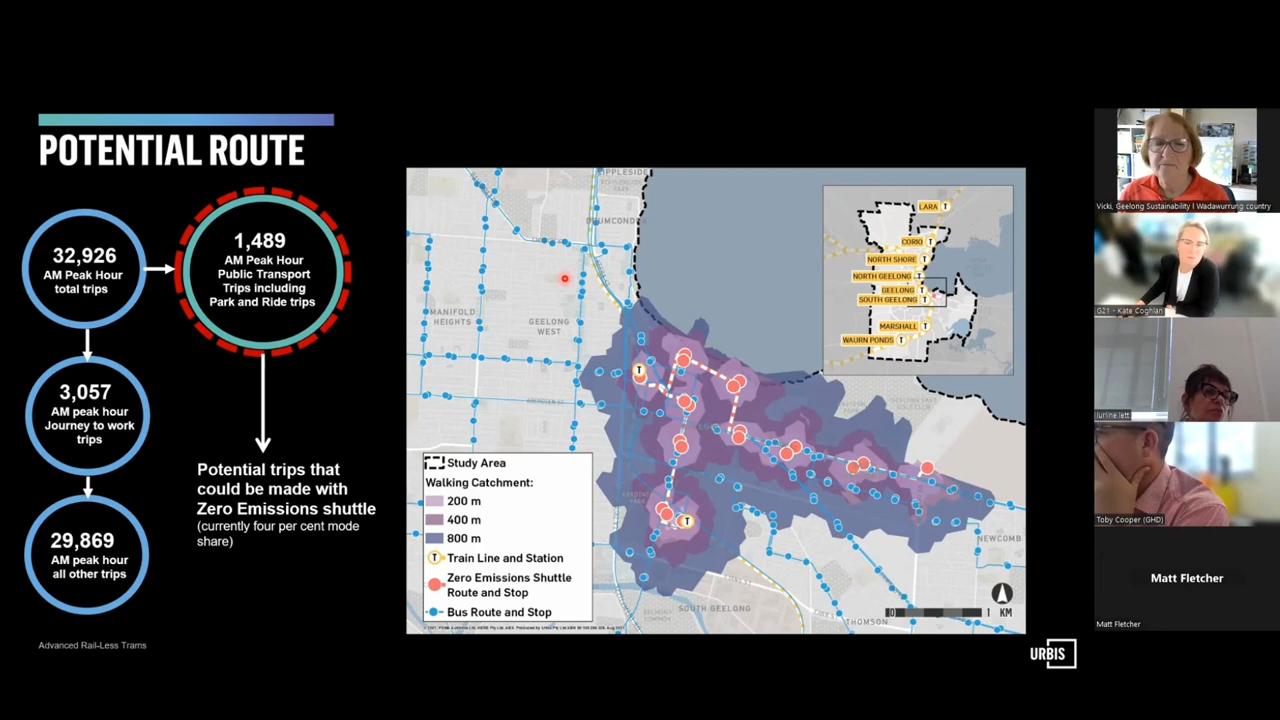 POTENTIAL ROUTE
32,926
AM Peak Hour
total trips
1,489
AM Peak Hour
Public Transport
Trips including
Park and Ride trips
3,057
AM peak hour
Journey to work
trips
29,869
AM peak hour
all other trips
Potential trips that
could be made with
Zero Emissions shuttle
(currently four per cent mode
share)
Advanced Rail-Less Trams
MANIFOLD
HEIGHTS
GEELONG
WEST
SOUTH GEELONG
THOMSON
NEWCOMB
LARA T
CORIO T
NORTH SHORE T
NORTH GEELONG T
GEELONG T
SOUTH GEELONG T
MARSHALL T
WAURN PONDS T
T
T
Study Area
Walking Catchment:
200 m
400 m
800 m
T Train Line and Station
Zero Emissions Shuttle
Route and Stop
Bus Route and Stop
0 1 KM
URBIS
Vicki, Geelong Sustainability l Wadawurrung country
G21 - Kate Coghlan
lurline.lett
Toby Cooper (GHD)
Matt Fletcher
Matt Fletcher